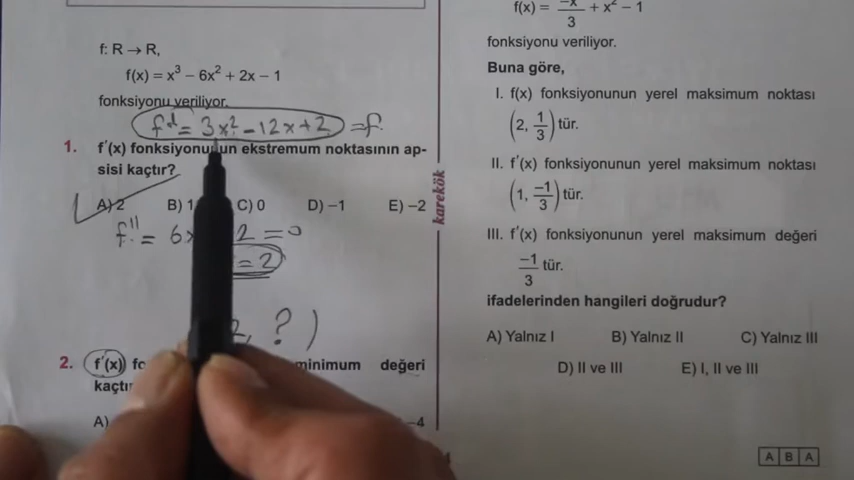 f: R → R,
f(x) = x³ − 6x² + 2x − 1
fonksiyonu veriliyor.
f' = 3x² − 12x + 2 = f
1. f'(x) fonksiyonunun ekstremum noktasının ap-
sisi kaçtır?
A) 2 B) 1 C) 0 D) −1 E) −2
f'' = 6x 2 = 0
= 2
2, ?)
2. f'(x) minimum değeri
A) −4
karekök
f(x) = + x² − 1
3
fonksiyonu veriliyor.
Buna göre,
I. f(x) fonksiyonunun yerel maksimum noktası
(2, 1/3) tür.
II. f'(x) fonksiyonunun yerel maksimum noktası
(1, −1/3) tür.
III. f'(x) fonksiyonunun yerel maksimum değeri
−1/3 tür.
ifadelerinden hangileri doğrudur?
A) Yalnız I B) Yalnız II C) Yalnız III
D) II ve III E) I, II ve III
A B A